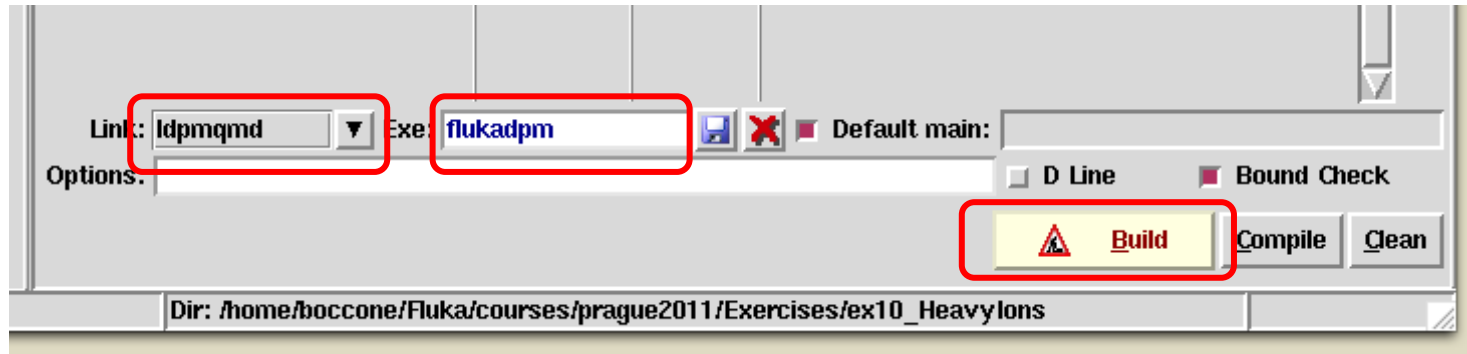 Link: ldpmqmd Exe: flukadpm Default main:
Options: D Line Bound Check
Build Compile Clean
Dir: /home/boccone/Fluka/courses/prague2011/Exercises/ex10_HeavyIons